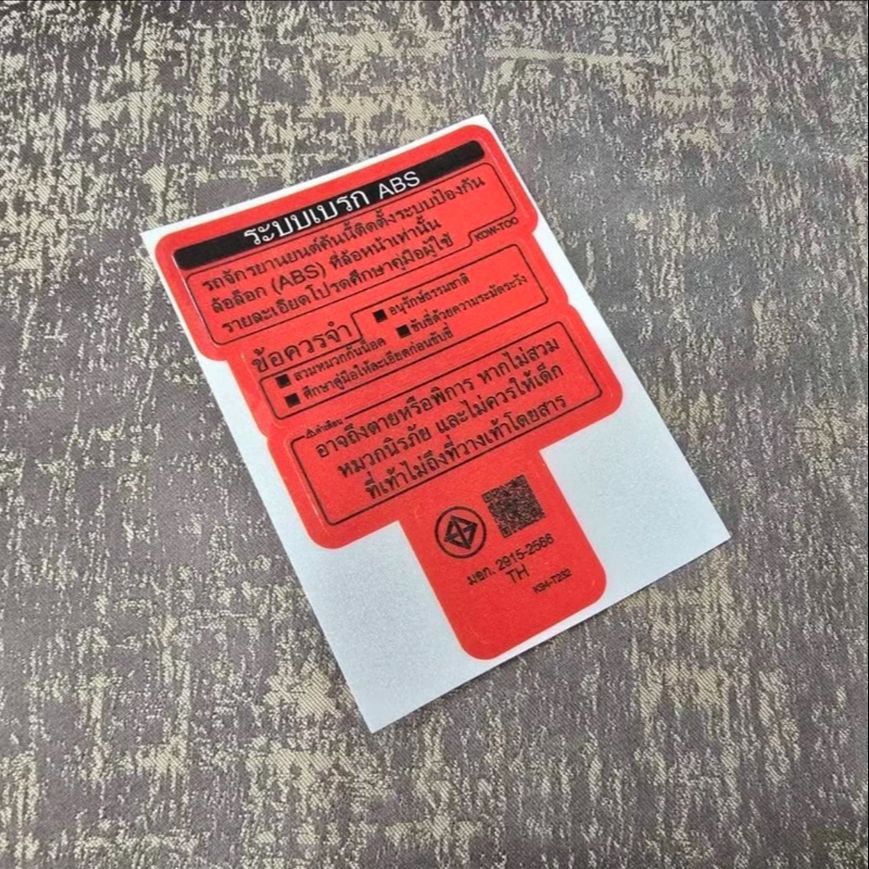 ระบบเบรก ABS
รถจักรยานยนต์คันนี้ติดตั้งระบบป้องกัน
ล้อล็อก (ABS) ที่ล้อหน้าเท่านั้น
รายละเอียดโปรดศึกษาคู่มือผู้ใช้
K0W-TOO
ข้อควรจำ
อนุรักษ์ธรรมชาติ
สวมหมวกกันน็อค
ขับขี่ด้วยความระมัดระวัง
ศึกษาคู่มือให้ละเอียดก่อนขับขี่
คำเตือน
อาจถึงตายหรือพิการ หากไม่สวม
หมวกนิรภัย และไม่ควรให้เด็ก
ที่เท้าไม่ถึงที่วางเท้าโดยสาร
มอก. 2915-2566
TH
K94-T232